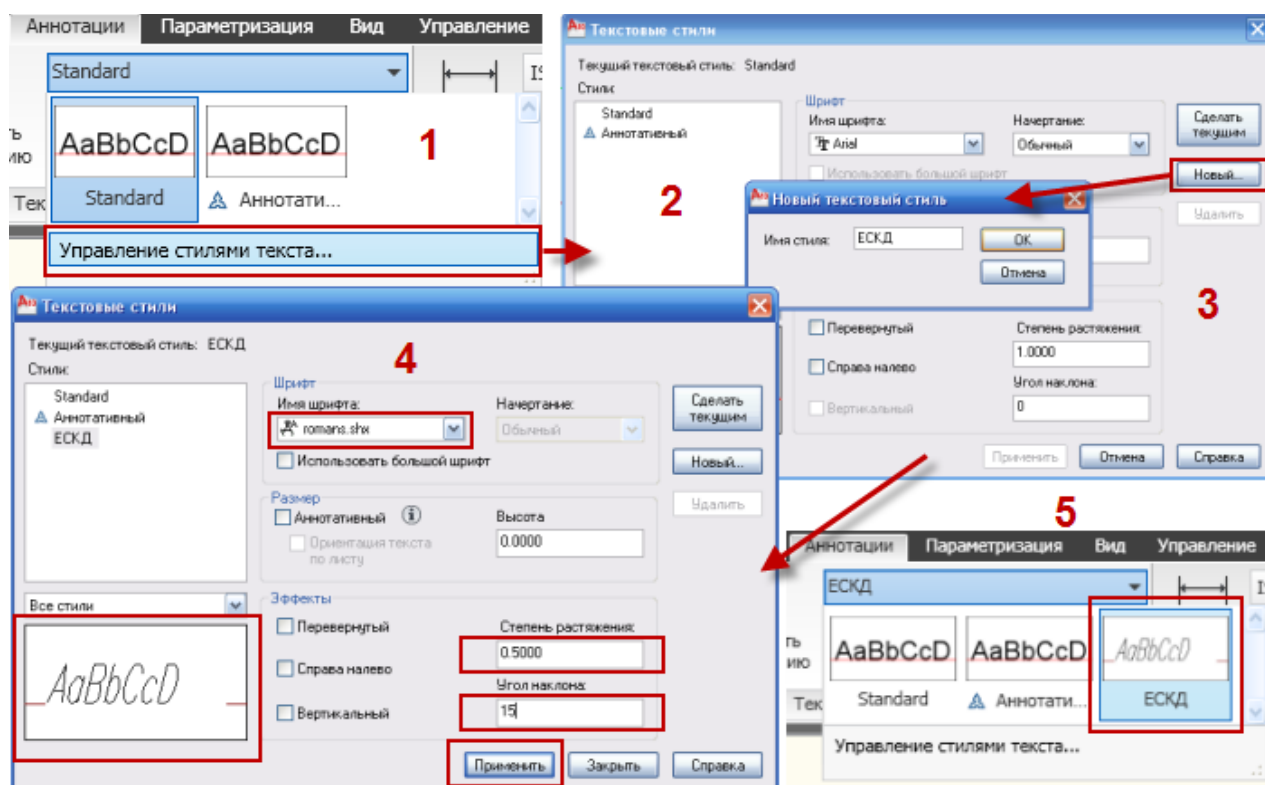 Аннотации Параметризация Вид Управление
Standard
AaBbCcD AaBbCcD
1
Standard Аннотати...
Тек
Управление стилями текста...
Текстовые стили
Текущий текстовый стиль: Standard
Стили:
Standard
Аннотативный
2
Шрифт
Имя шрифта: Начертание:
Arial Обычный
Использовать большой шрифт
Сделать
текущим
Новый...
Удалить
Новый текстовый стиль
Имя стиля: ЕСКД
OK
Отмена
3
Перевернутый
Справа налево
Вертикальный
Степень растяжения:
1.0000
Угол наклона:
0
Применить Отмена Справка
Текстовые стили
Текущий текстовый стиль: ЕСКД
4
Стили:
Standard
Аннотативный
ЕСКД
Шрифт
Имя шрифта: Начертание:
romans.shx Обычный
Использовать большой шрифт
Сделать
текущим
Новый...
Удалить
Размер
Аннотативный
Ориентация текста
по листу
Высота
0.0000
Все стили
AaBbCcD
Эффекты
Перевернутый
Справа налево
Вертикальный
Степень растяжения:
0.5000
Угол наклона:
15
Применить Закрыть Справка
5
Аннотации Параметризация Вид Управление
ЕСКД
AaBbCcD AaBbCcD AaBbCcD
Тек
Standard Аннотати... ЕСКД
Управление стилями текста...